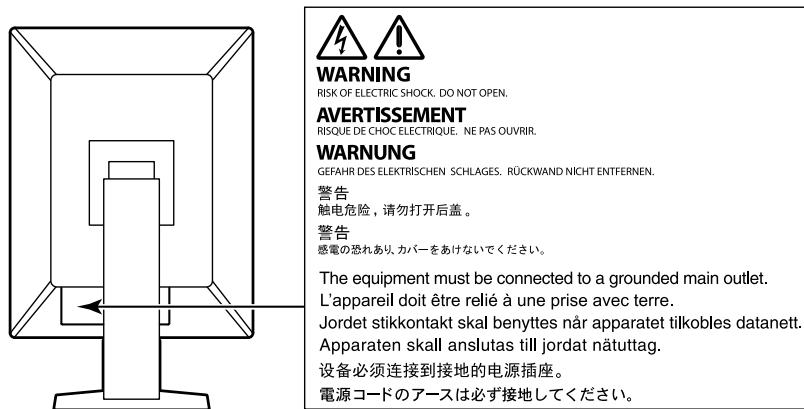 WARNING
RISK OF ELECTRIC SHOCK. DO NOT OPEN.
AVERTISSEMENT
RISQUE DE CHOC ELECTRIQUE. NE PAS OUVRIR.
WARNUNG
GEFAHR DES ELEKTRISCHEN SCHLAGES. RÜCKWAND NICHT ENTFERNEN.
警告
触电危险，请勿打开后盖。
警告
感電の恐れあり、カバーをあけないでください。
The equipment must be connected to a grounded main outlet.
L'appareil doit être relié à une prise avec terre.
Jordet stikkontakt skal benyttes når apparatet tilkobles datanett.
Apparaten skall anslutas till jordat nätuttag.
设备必须连接到接地的电源插座。
電源コードのアースは必ず接地してください。